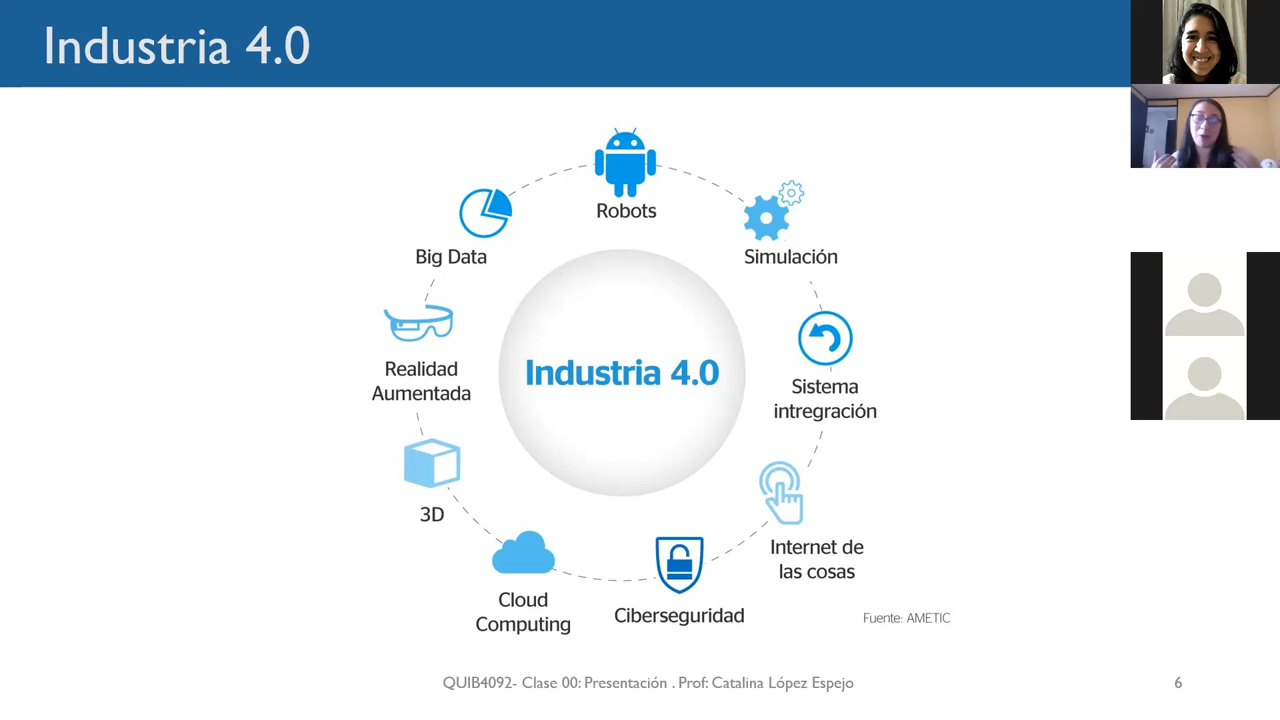 Industria 4.0
Robots
Big Data
Simulación
Realidad
Aumentada
Industria 4.0
Sistema
intregración
3D
Internet de
las cosas
Cloud
Computing
Ciberseguridad
Fuente: AMETIC
QUIB4092- Clase 00: Presentación . Prof: Catalina López Espejo
6